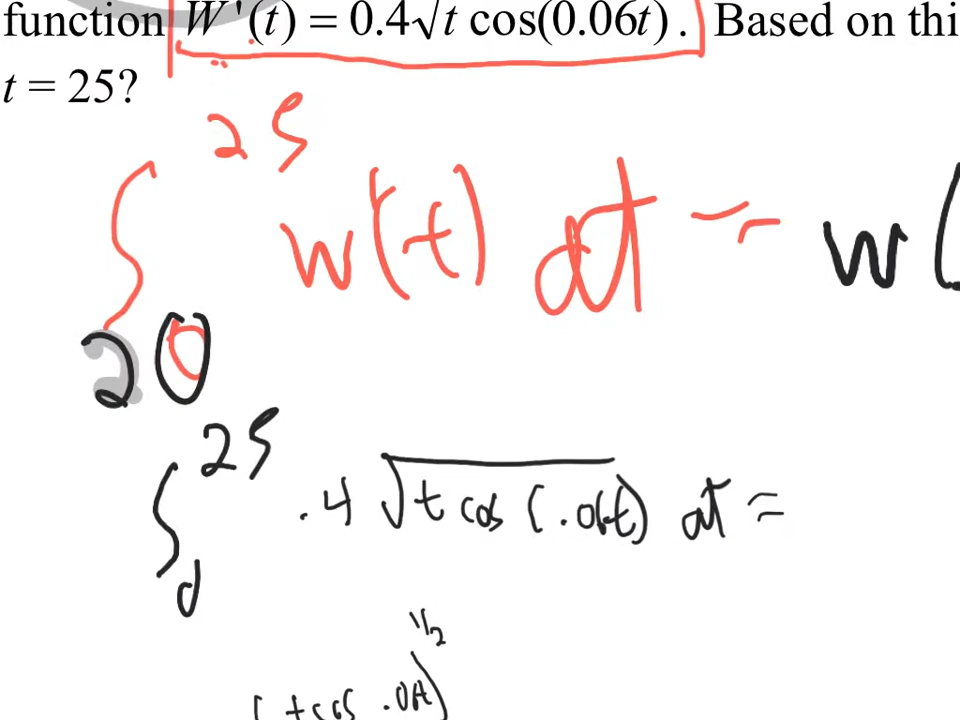 function W'(t) = 0.4√t cos(0.06t). Based on thi
t = 25?
∫ 25 20 w'(t) dt = w(
∫ 25 0 .4 √t cos (.06t) dt =
(t cos .06t)^1/2